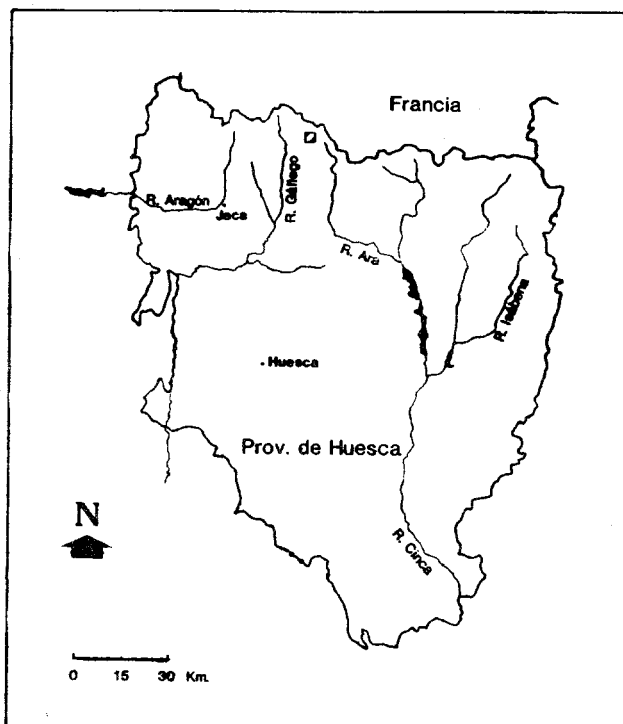 Francia
R. Aragón
Jaca
R. Gállego
R. Ara
R. Isábena
Huesca
Prov. de Huesca
R. Cinca
N
0 15 30 Km.